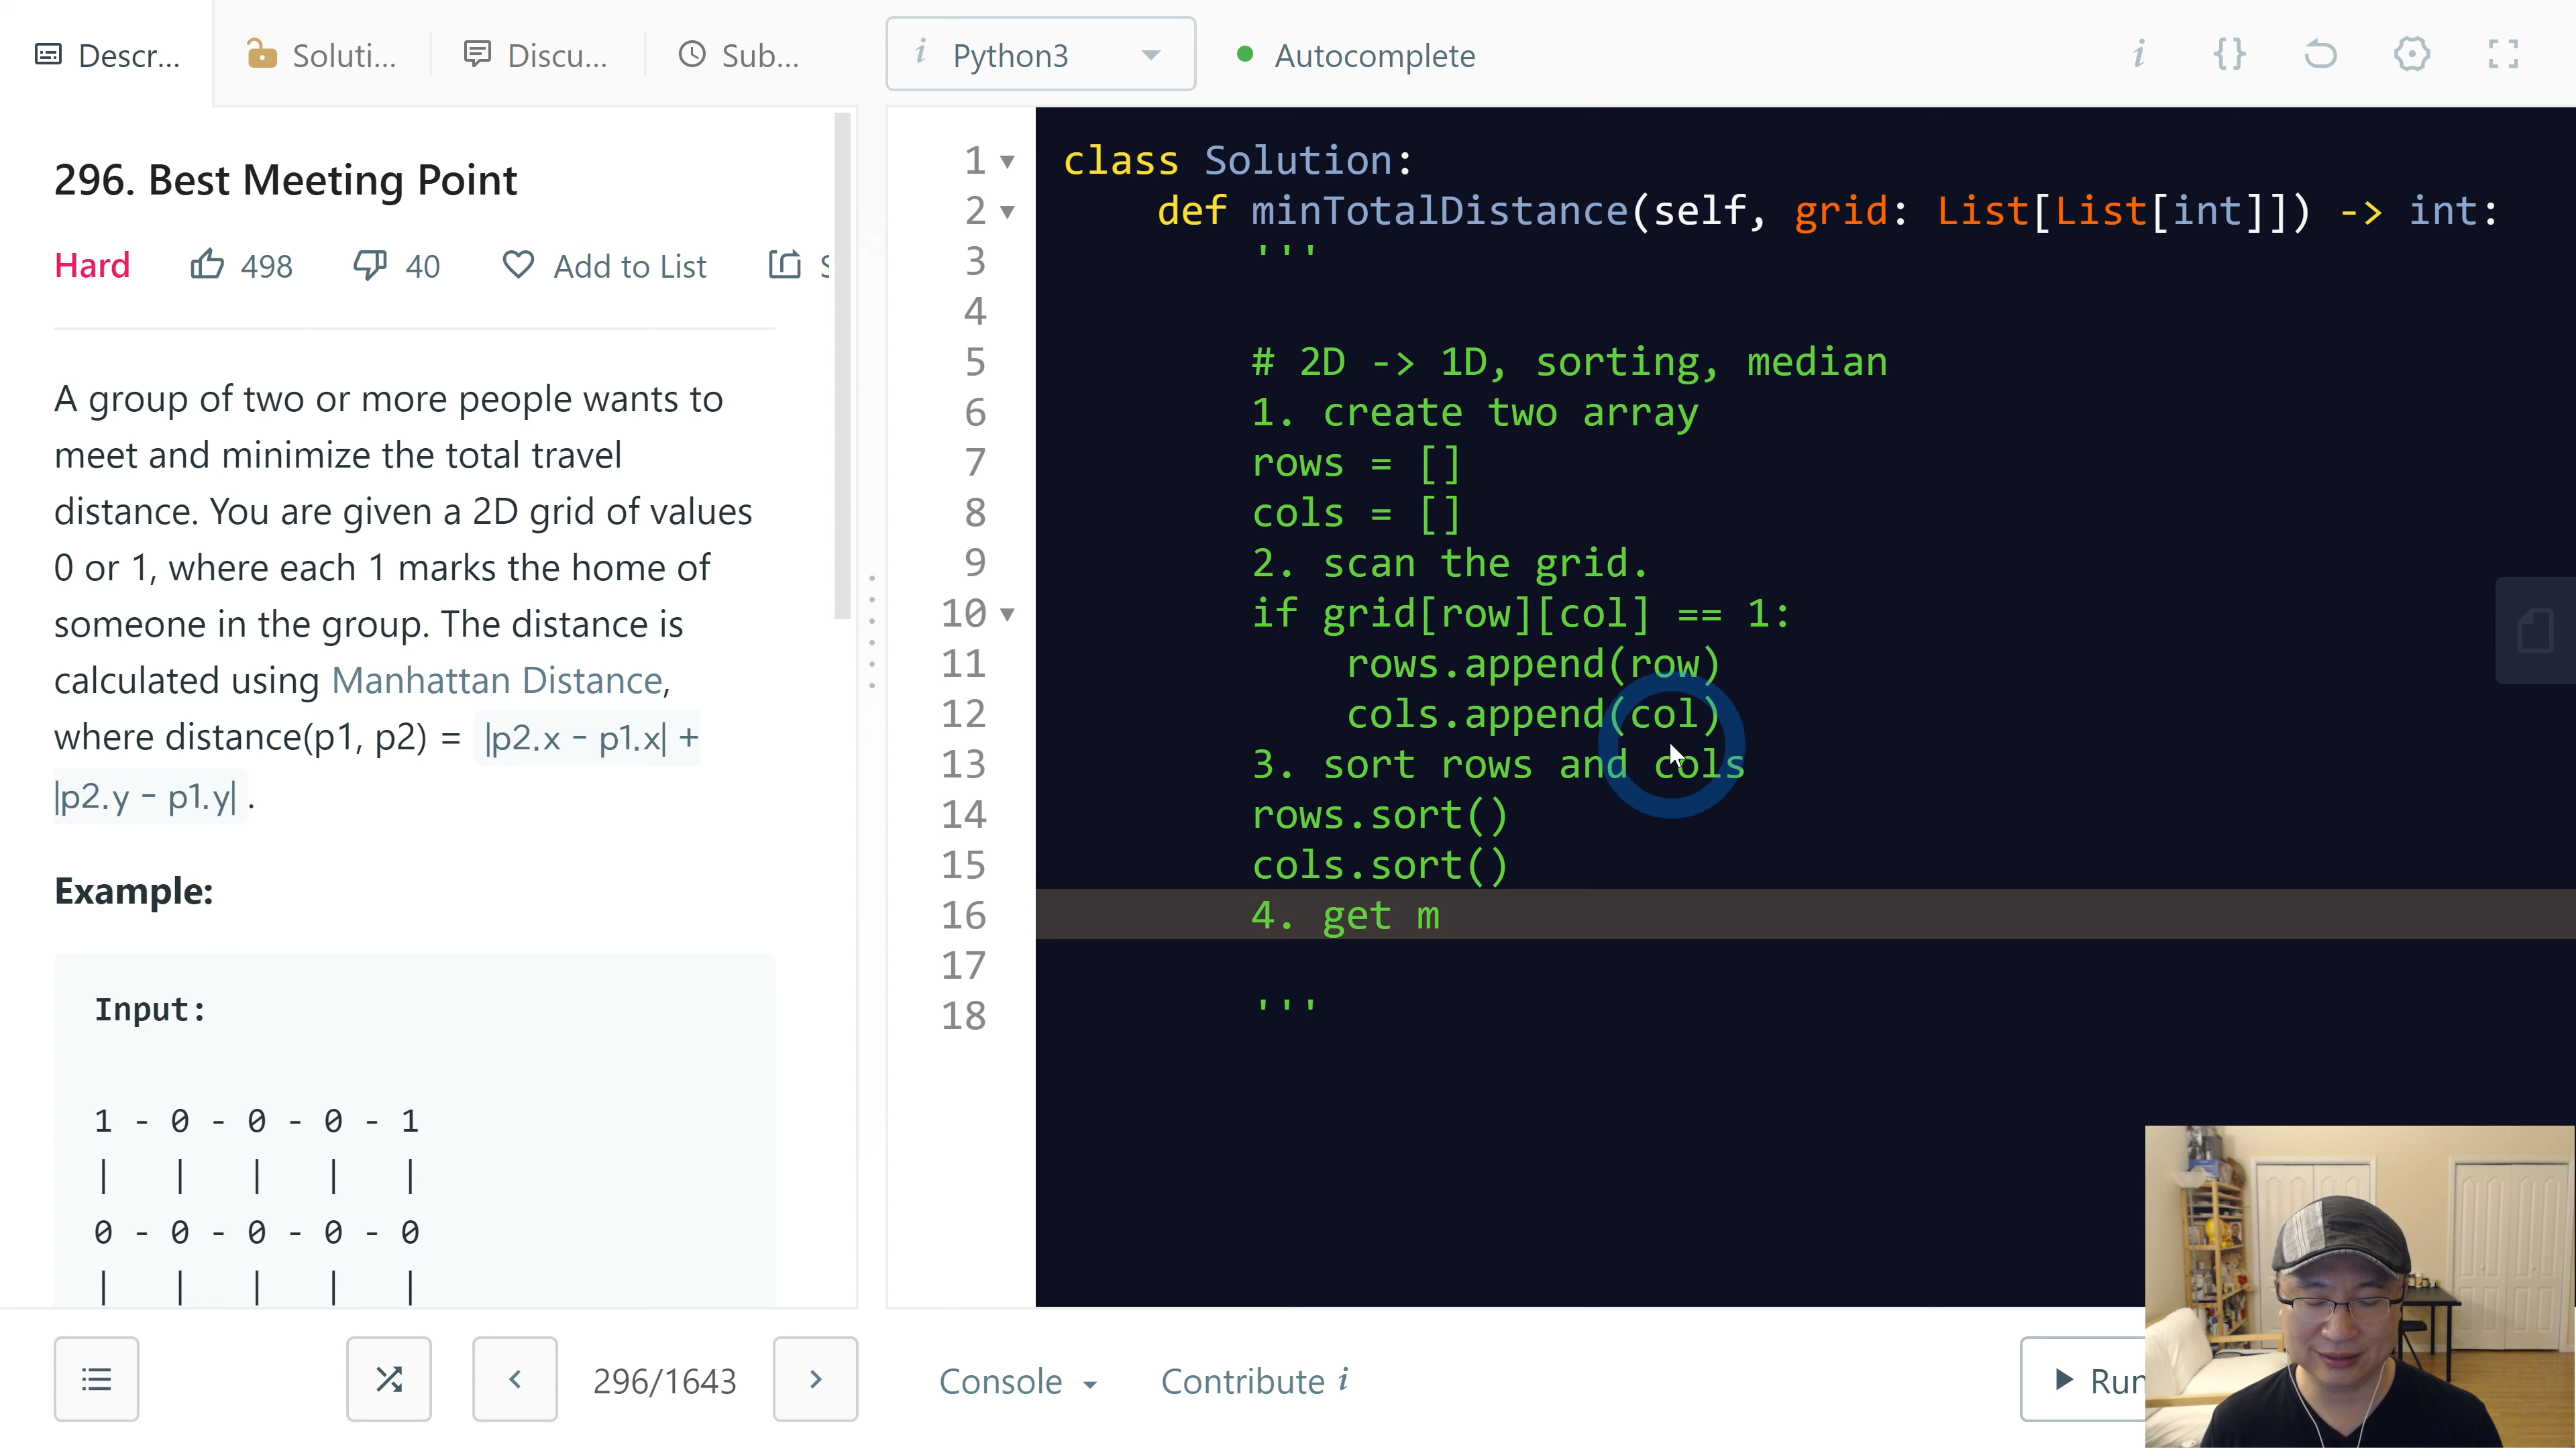 Descr...
Soluti...
Discu...
Sub...
i Python3
Autocomplete
i {}
296. Best Meeting Point
Hard 498 40 Add to List
A group of two or more people wants to
meet and minimize the total travel
distance. You are given a 2D grid of values
0 or 1, where each 1 marks the home of
someone in the group. The distance is
calculated using Manhattan Distance,
where distance(p1, p2) = |p2.x - p1.x| +
|p2.y - p1.y| .
Example:
Input:
1 - 0 - 0 - 0 - 1
| | | | |
0 - 0 - 0 - 0 - 0
| | | | |
296/1643
1 class Solution:
2 def minTotalDistance(self, grid: List[List[int]]) -> int:
3 '''
4
5 # 2D -> 1D, sorting, median
6 1. create two array
7 rows = []
8 cols = []
9 2. scan the grid.
10 if grid[row][col] == 1:
11 rows.append(row)
12 cols.append(col)
13 3. sort rows and cols
14 rows.sort()
15 cols.sort()
16 4. get m
17
18 '''
Console
Contribute i
Run